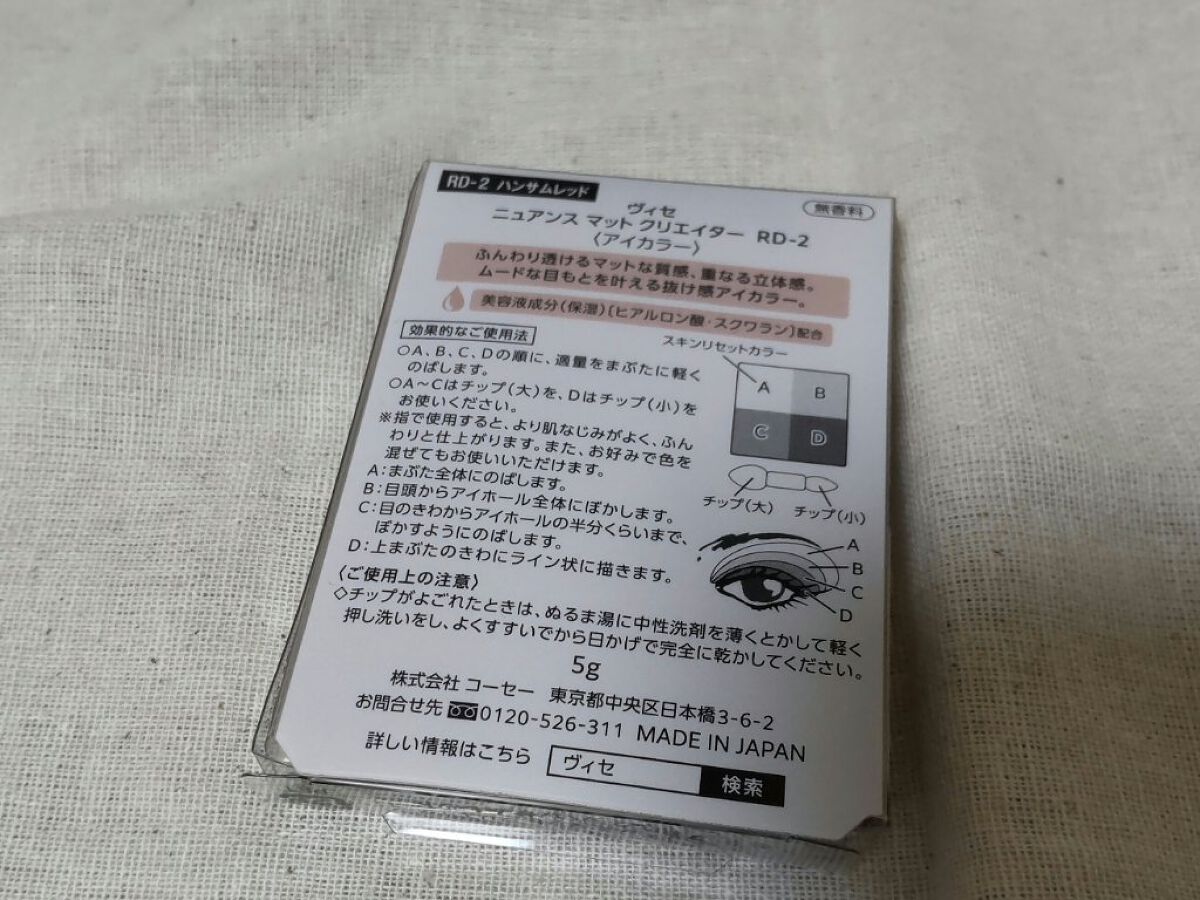 RD-2 ハンサムレッド
無香料
ヴィセ
ニュアンス マット クリエイター RD-2
〈アイカラー〉
ふんわり透けるマットな質感、重なる立体感。
ムードな目もとを叶える抜け感アイカラー。
美容液成分(保湿)〔ヒアルロン酸・スクワラン〕配合
効果的なご使用法
○A、B、C、Dの順に、適量をまぶたに軽く
のばします。
○A~Cはチップ(大)を、Dはチップ(小)を
お使いください。
※指で使用すると、より肌なじみがよく、ふん
わりと仕上がります。また、お好みで色を
混ぜてもお使いいただけます。
A:まぶた全体にのばします。
B:目頭からアイホール全体にぼかします。
C:目のきわからアイホールの半分くらいまで、
ぼかすようにのばします。
D:上まぶたのきわにライン状に描きます。
スキンリセットカラー
A B
C D
チップ(大) チップ(小)
A
B
C
D
〈ご使用上の注意〉
◇チップがよごれたときは、ぬるま湯に中性洗剤を薄くとかして軽く
押し洗いをし、よくすすいでから日かげで完全に乾かしてください。
5g
株式会社 コーセー 東京都中央区日本橋3-6-2
お問合せ先 0120-526-311 MADE IN JAPAN
詳しい情報はこちら ヴィセ 検索